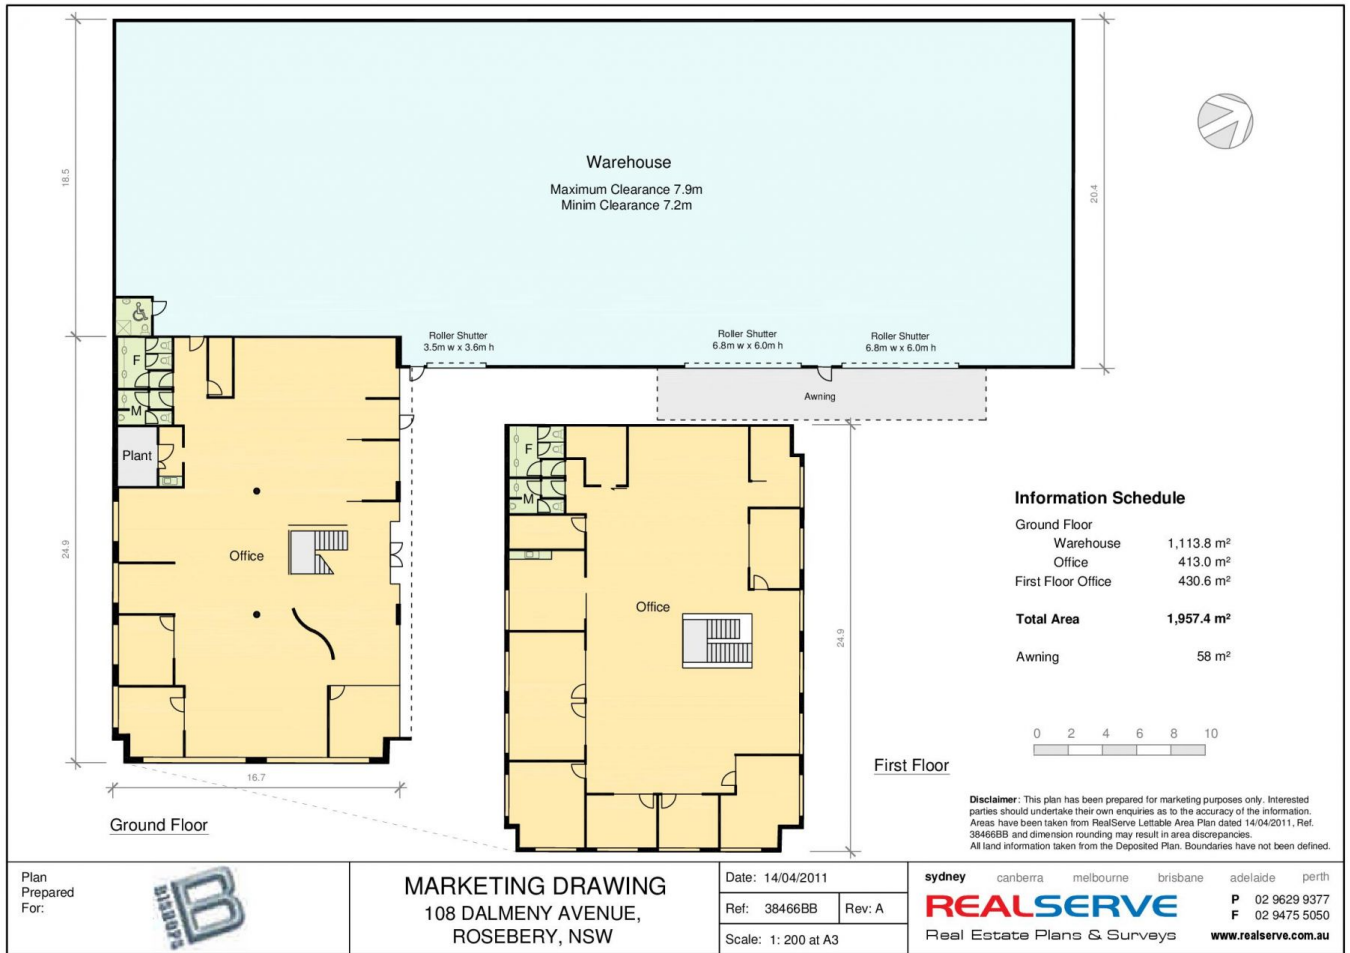 18.5
20.4
Warehouse
Maximum Clearance 7.9m
Minim Clearance 7.2m
Roller Shutter
3.5m w x 3.6m h
Roller Shutter
6.8m w x 6.0m h
Roller Shutter
6.8m w x 6.0m h
Awning
F
M
Plant
Office
24.9
16.7
Ground Floor
F
M
Office
24.9
First Floor
Information Schedule
Ground Floor
Warehouse 1,113.8 m²
Office 413.0 m²
First Floor Office 430.6 m²
Total Area 1,957.4 m²
Awning 58 m²
0 2 4 6 8 10
Disclaimer: This plan has been prepared for marketing purposes only. Interested
parties should undertake their own enquiries as to the accuracy of the information.
Areas have been taken from RealServe Lettable Area Plan dated 14/04/2011, Ref.
38466BB and dimension rounding may result in area discrepancies.
All land information taken from the Deposited Plan. Boundaries have not been defined.
Plan
Prepared
For:
B
BISHOPS
MARKETING DRAWING
108 DALMENY AVENUE,
ROSEBERY, NSW
Date: 14/04/2011
Ref: 38466BB Rev: A
Scale: 1: 200 at A3
sydney canberra melbourne brisbane adelaide perth
REALSERVE
Real Estate Plans & Surveys
P 02 9629 9377
F 02 9475 5050
www.realserve.com.au